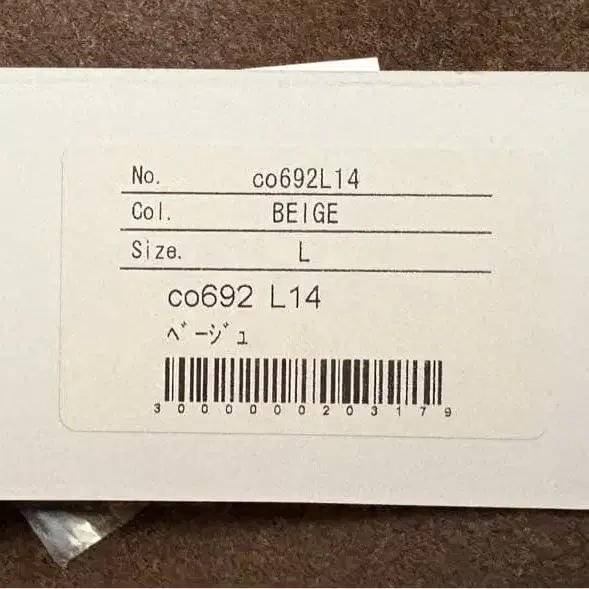 No. co692L14
Col. BEIGE
Size. L
co692 L14
ﾍﾞｰｼﾞｭ
3000000203179